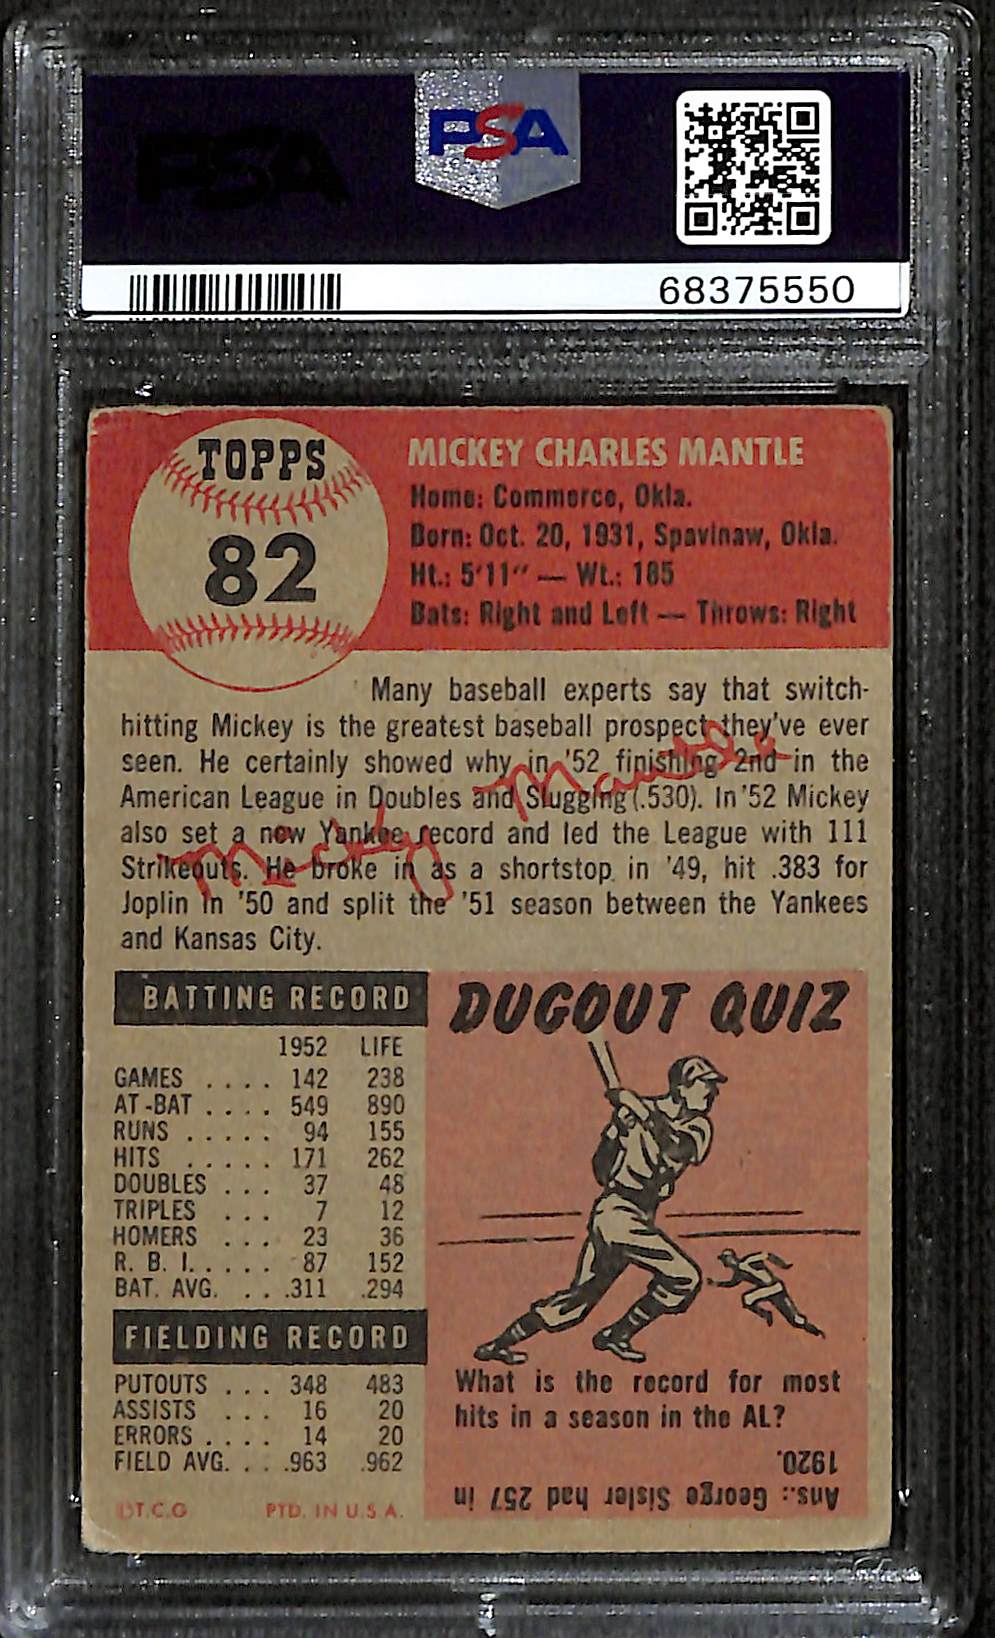 PSA
PSA
68375550
TOPPS
82
MICKEY CHARLES MANTLE
Home: Commerce, Okla.
Born: Oct. 20, 1931, Spavinaw, Okla.
Ht.: 5'11" — Wt.: 185
Bats: Right and Left — Throws: Right
Many baseball experts say that switch-
hitting Mickey is the greatest baseball prospect they've ever
seen. He certainly showed why in '52 finishing 2nd in the
American League in Doubles and Slugging (.530). In '52 Mickey
also set a new Yankee record and led the League with 111
Strikeouts. He broke in as a shortstop in '49, hit .383 for
Joplin in '50 and split the '51 season between the Yankees
and Kansas City.
Mickey Mantle
BATTING RECORD
1952 LIFE
GAMES .... 142 238
AT-BAT .... 549 890
RUNS ..... 94 155
HITS ..... 171 262
DOUBLES ... 37 48
TRIPLES ... 7 12
HOMERS ... 23 36
R. B. I. .... 87 152
BAT. AVG. ... .311 .294
FIELDING RECORD
PUTOUTS ... 348 483
ASSISTS ... 16 20
ERRORS .... 14 20
FIELD AVG. ... .963 .962
©T.C.G PTD. IN U.S.A.
DUGOUT QUIZ
What is the record for most
hits in a season in the AL?
Ans.: George Sisler had 257 in
1920.